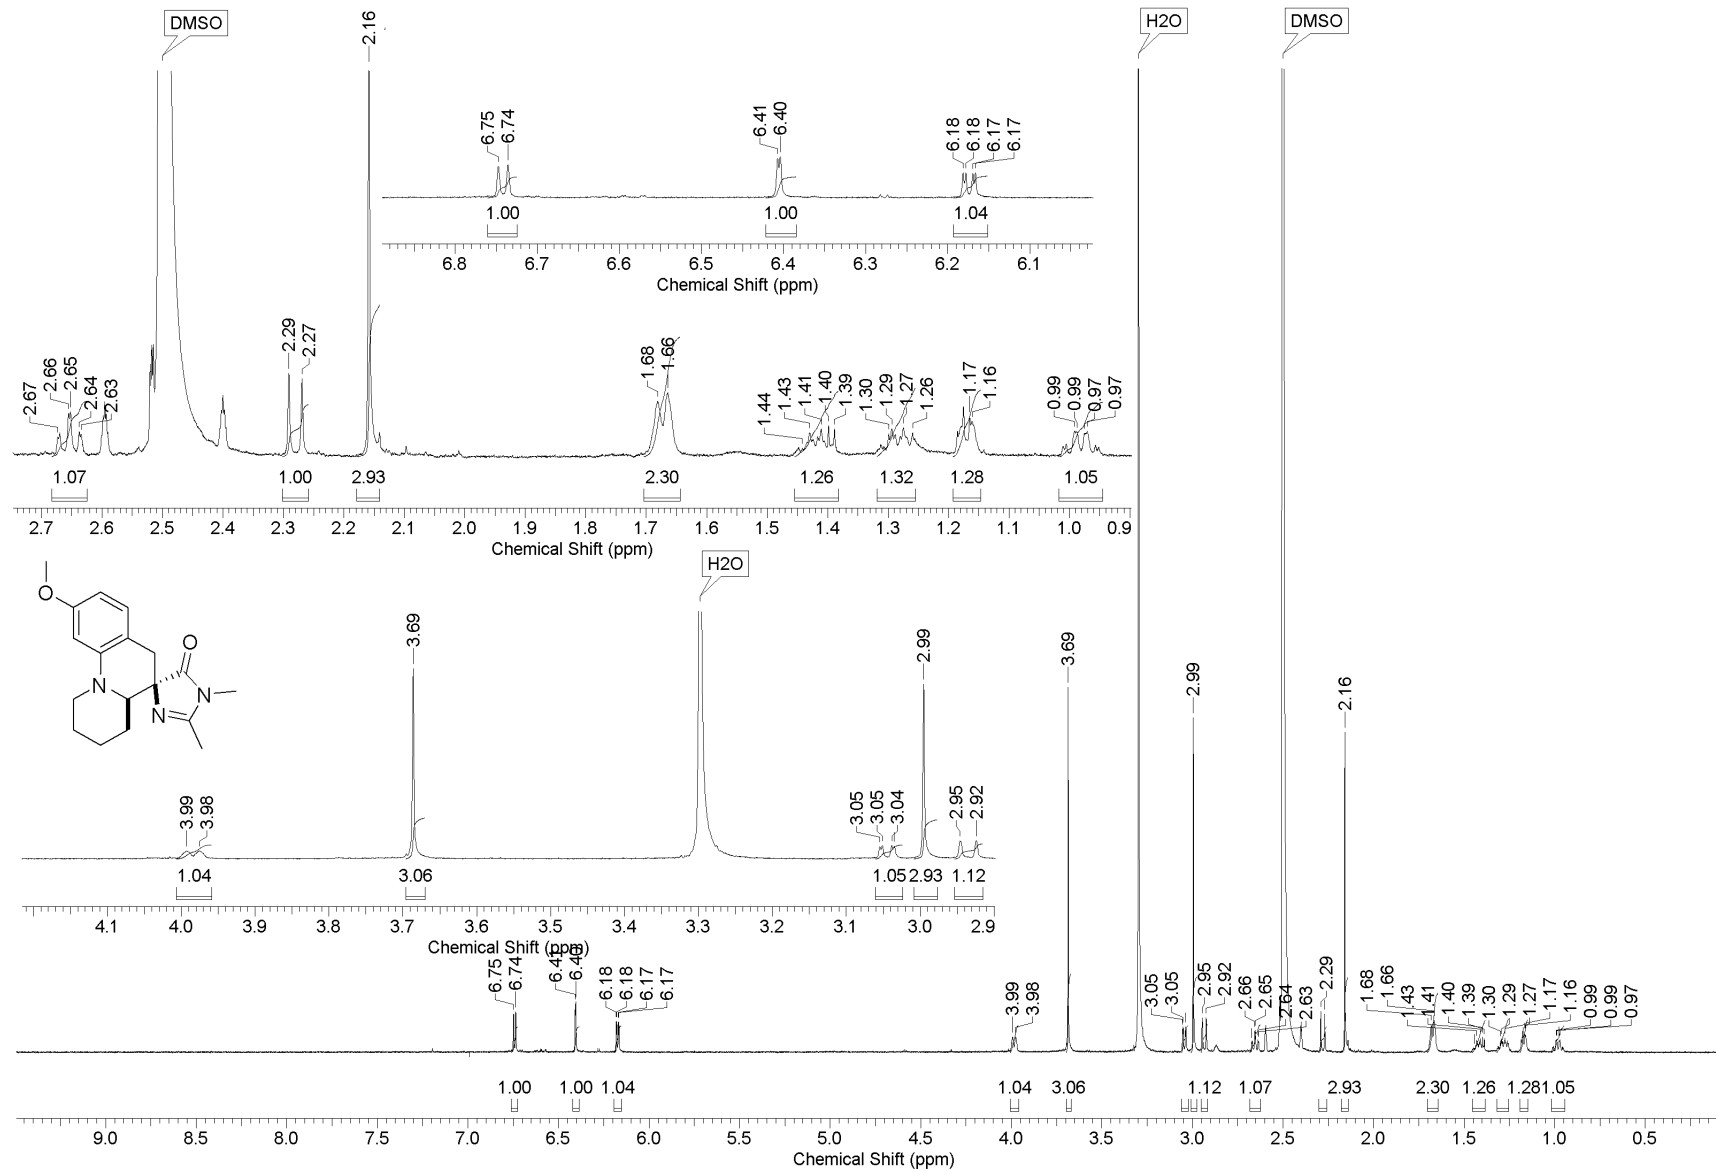 DMSO
2.16
H2O
DMSO
6.75 6.74 6.41 6.40 6.18 6.18 6.17 6.17
1.00 1.00 1.04
6.8 6.7 6.6 6.5 6.4 6.3 6.2 6.1
Chemical Shift (ppm)
2.67 2.66 2.65 2.64 2.63 2.29 2.27 1.68 1.66 1.44 1.43 1.41 1.40 1.39 1.30 1.29 1.27 1.26 1.17 1.16 0.99 0.99 0.97 0.97
1.07 1.00 2.93 2.30 1.26 1.32 1.28 1.05
2.7 2.6 2.5 2.4 2.3 2.2 2.1 2.0 1.9 1.8 1.7 1.6 1.5 1.4 1.3 1.2 1.1 1.0 0.9
Chemical Shift (ppm)
H2O
O
O
N
N
N
3.99 3.98 3.69 3.05 3.05 3.04 2.99 2.95 2.92
1.04 3.06 1.05 2.93 1.12
4.1 4.0 3.9 3.8 3.7 3.6 3.5 3.4 3.3 3.2 3.1 3.0 2.9
Chemical Shift (ppm)
6.75 6.74 6.41 6.40 6.18 6.18 6.17 6.17 3.99 3.98 3.69 3.05 3.05 2.99 2.95 2.92 2.66 2.65 2.64 2.63 2.29 2.16 1.68 1.66 1.43 1.41 1.40 1.39 1.30 1.29 1.27 1.17 1.16 0.99 0.99 0.97
1.00 1.00 1.04 1.04 3.06 1.12 1.07 2.93 2.30 1.26 1.28 1.05
9.0 8.5 8.0 7.5 7.0 6.5 6.0 5.5 5.0 4.5 4.0 3.5 3.0 2.5 2.0 1.5 1.0 0.5
Chemical Shift (ppm)